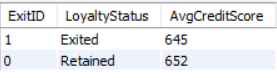 ExitID LoyaltyStatus AvgCreditScore
1 Exited 645
0 Retained 652